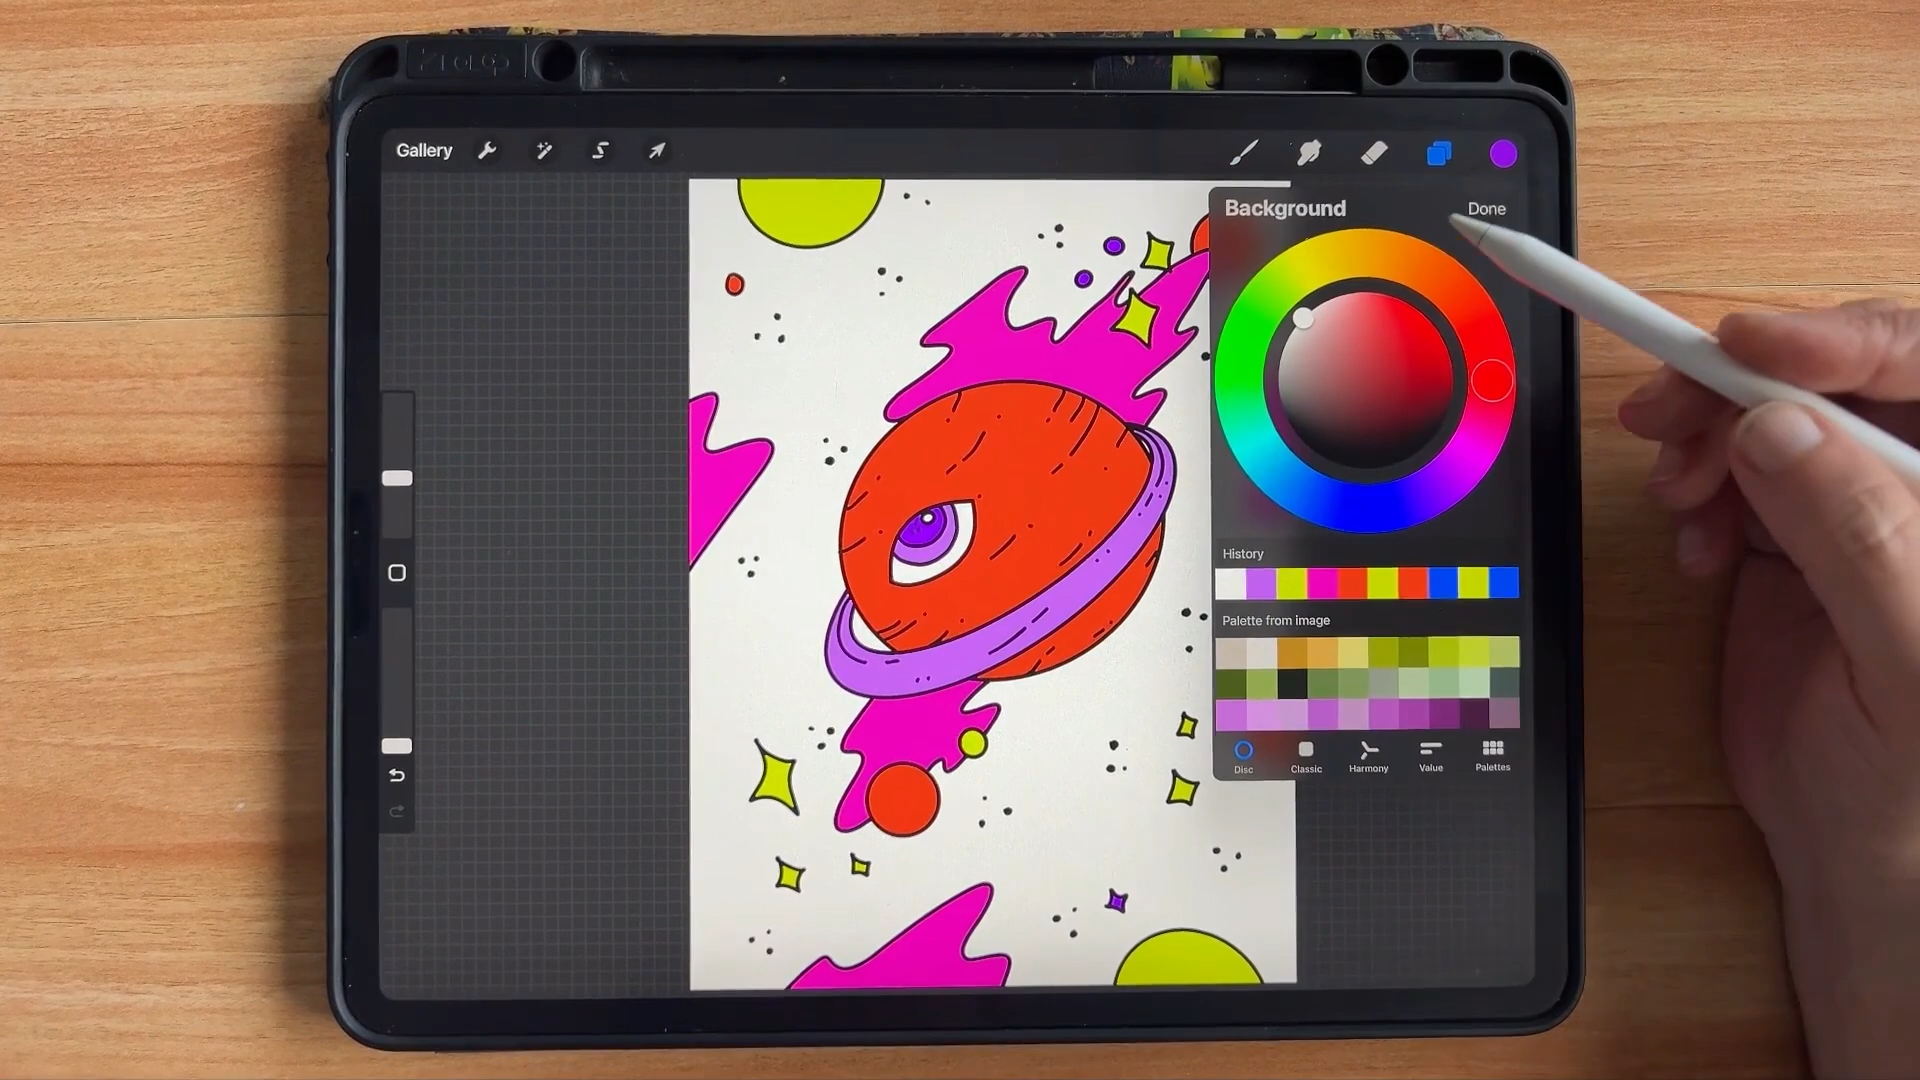 Gallery
Background
Done
History
Palette from image
Disc
Classic
Harmony
Value
Palettes